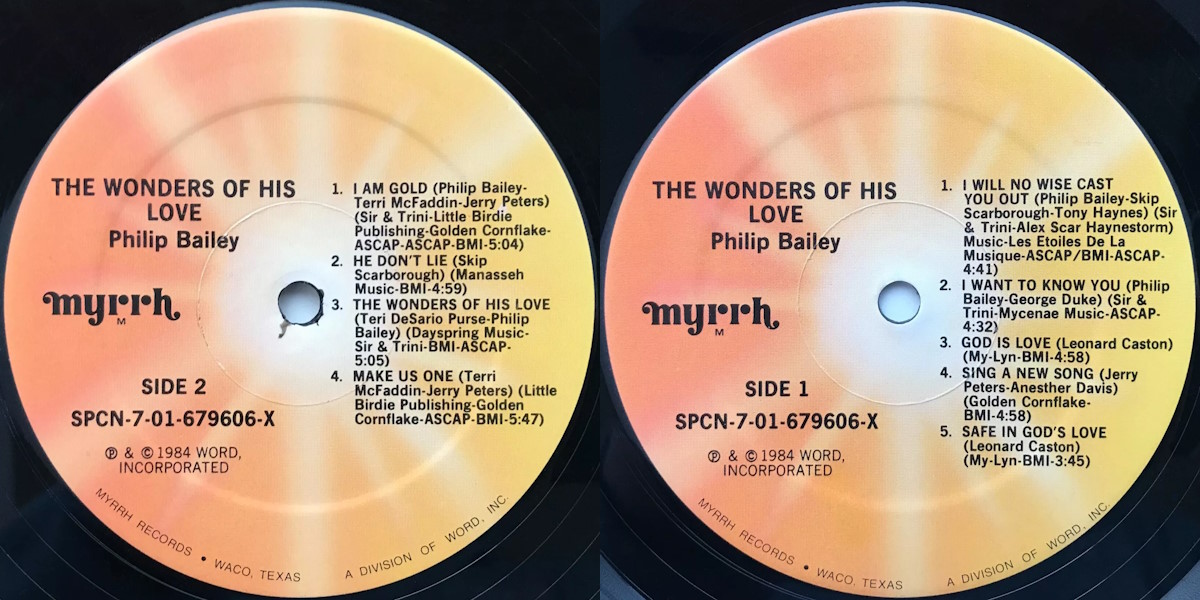 THE WONDERS OF HIS
LOVE
Philip Bailey
myrrh
M
SIDE 2
SPCN-7-01-679606-X
℗ & © 1984 WORD,
INCORPORATED
1. I AM GOLD (Philip Bailey-
Terri McFaddin-Jerry Peters)
(Sir & Trini-Little Birdie
Publishing-Golden Cornflake-
ASCAP-ASCAP-BMI-5:04)
2. HE DON'T LIE (Skip
Scarborough) (Manasseh
Music-BMI-4:59)
3. THE WONDERS OF HIS LOVE
(Teri DeSario Purse-Philip
Bailey) (Dayspring Music-
Sir & Trini-BMI-ASCAP-
5:05)
4. MAKE US ONE (Terri
McFaddin-Jerry Peters) (Little
Birdie Publishing-Golden
Cornflake-ASCAP-BMI-5:47)
MYRRH RECORDS • WACO, TEXAS A DIVISION OF WORD, INC.
THE WONDERS OF HIS
LOVE
Philip Bailey
myrrh
M
SIDE 1
SPCN-7-01-679606-X
℗ & © 1984 WORD,
INCORPORATED
1. I WILL NO WISE CAST
YOU OUT (Philip Bailey-Skip
Scarborough-Tony Haynes) (Sir
& Trini-Alex Scar Haynestorm)
Music-Les Etoiles De La
Musique-ASCAP/BMI-ASCAP-
4:41)
2. I WANT TO KNOW YOU (Philip
Bailey-George Duke) (Sir &
Trini-Mycenae Music-ASCAP-
4:32)
3. GOD IS LOVE (Leonard Caston)
(My-Lyn-BMI-4:58)
4. SING A NEW SONG (Jerry
Peters-Anesther Davis)
(Golden Cornflake-
BMI-4:58)
5. SAFE IN GOD'S LOVE
(Leonard Caston)
(My-Lyn-BMI-3:45)
MYRRH RECORDS • WACO, TEXAS A DIVISION OF WORD, INC.